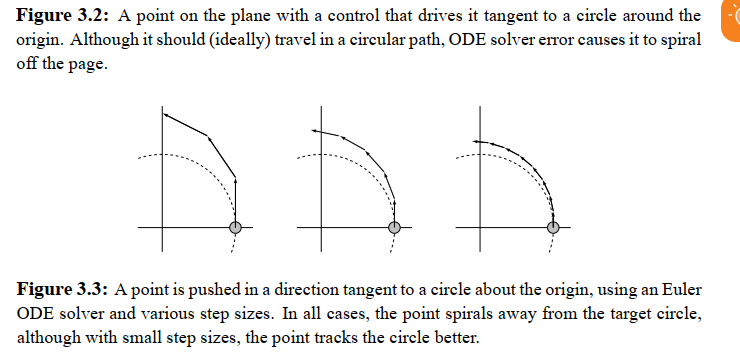 Figure 3.2: A point on the plane with a control that drives it tangent to a circle around the
origin. Although it should (ideally) travel in a circular path, ODE solver error causes it to spiral
off the page.
Figure 3.3: A point is pushed in a direction tangent to a circle about the origin, using an Euler
ODE solver and various step sizes. In all cases, the point spirals away from the target circle,
although with small step sizes, the point tracks the circle better.